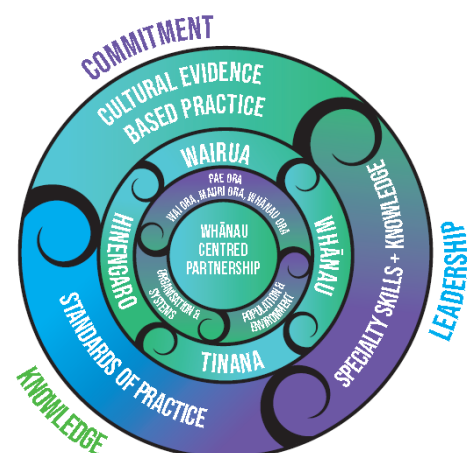 COMMITMENT
CULTURAL EVIDENCE
BASED PRACTICE
WAIRUA
PAE ORA
WAI ORA, MAURI ORA, WHĀNAU ORA
WHĀNAU
CENTRED
PARTNERSHIP
HINENGARO
WHĀNAU
ORGANISATION &
SYSTEMS
POPULATION &
ENVIRONMENT
TINANA
SPECIALTY SKILLS + KNOWLEDGE
STANDARDS OF PRACTICE
LEADERSHIP
KNOWLEDGE